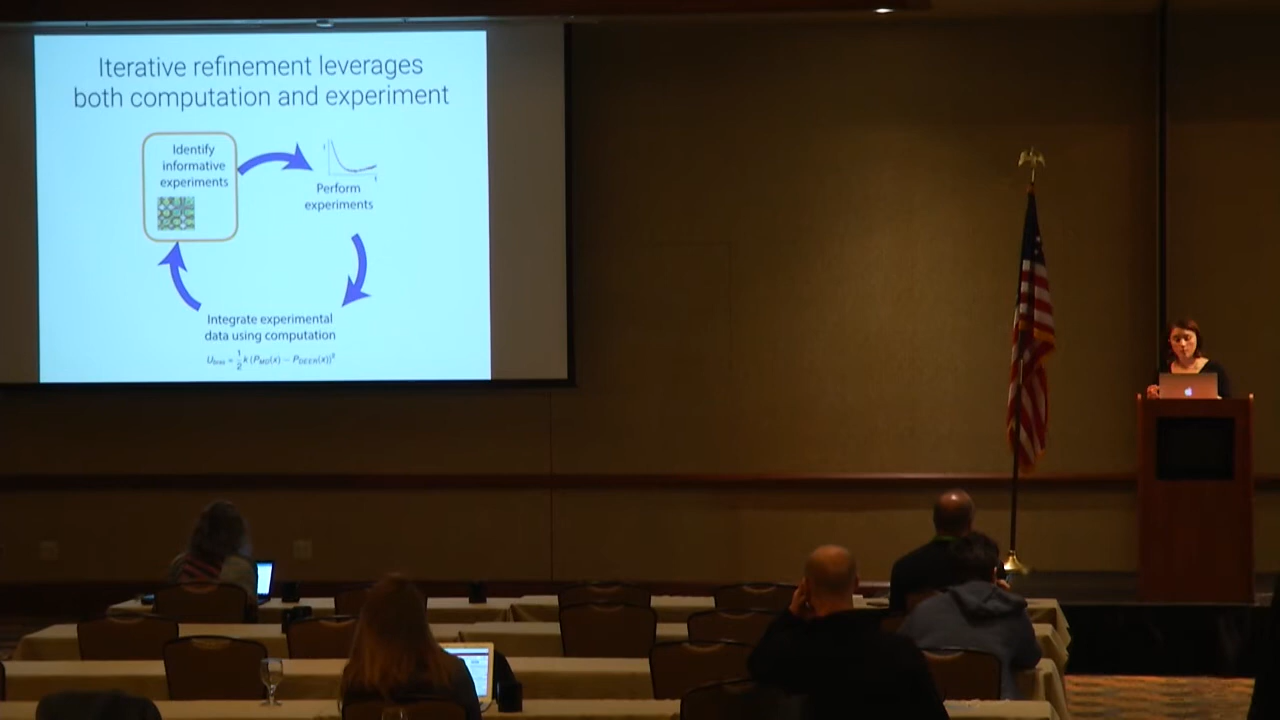 Iterative refinement leverages
both computation and experiment
Identify
informative
experiments
Perform
experiments
Integrate experimental
data using computation